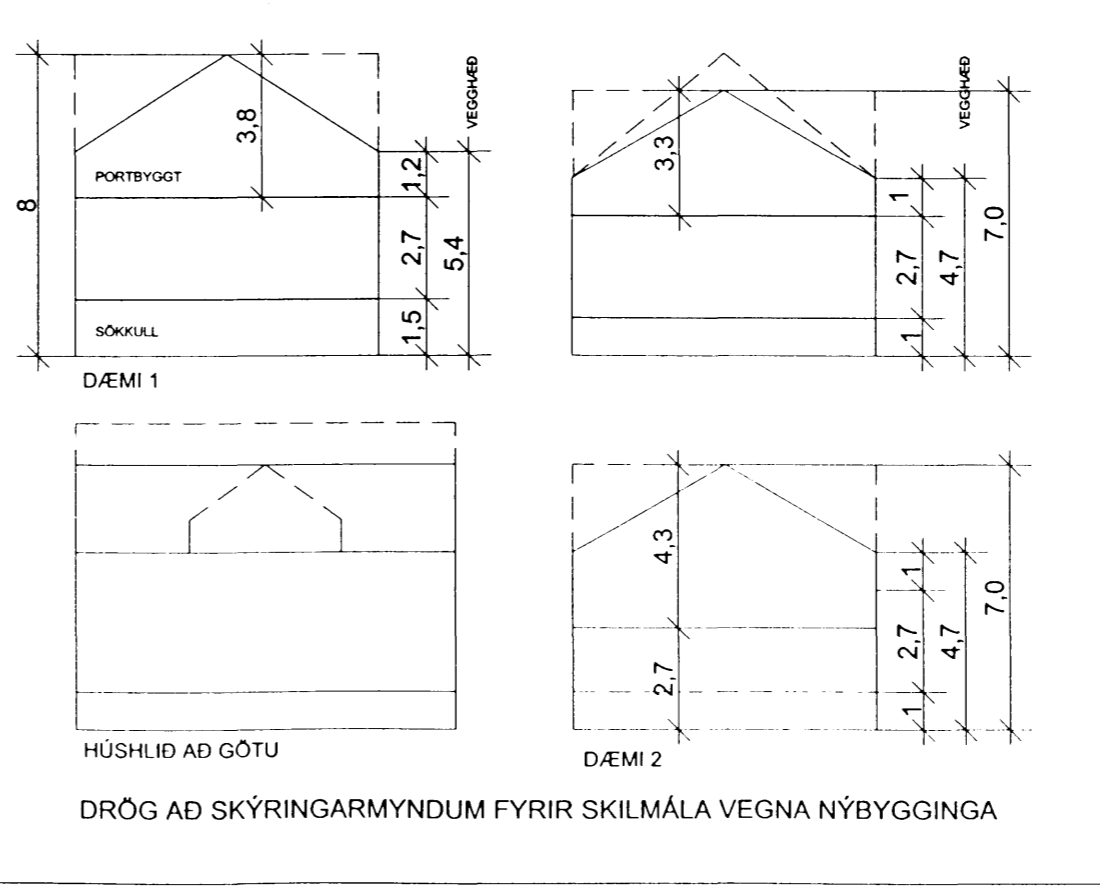 8
3,8
VEGGHÆÐ
PORTBYGGT
1,2
2,7
5,4
1,5
SÖKKULL
DÆMI 1
3,3
VEGGHÆÐ
1
2,7
4,7
7,0
1
HÚSHLIÐ AÐ GÖTU
4,3
2,7
1
2,7
4,7
7,0
1
DÆMI 2
DRÖG AÐ SKÝRINGARMYNDUM FYRIR SKILMÁLA VEGNA NÝBYGGINGA